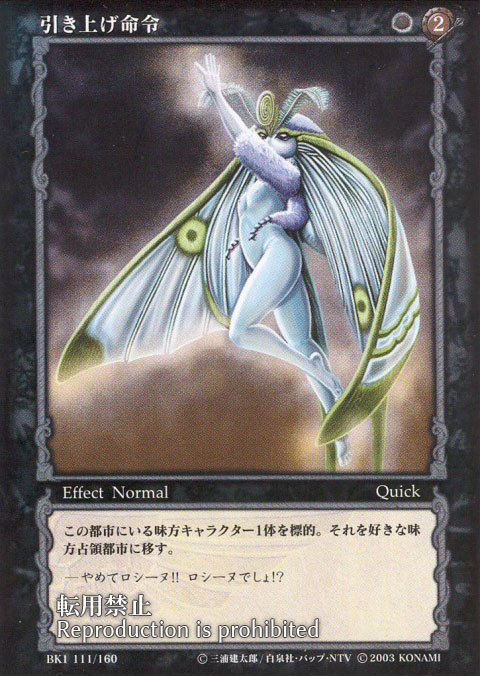 引き上げ命令
2
Effect Normal Quick
この都市にいる味方キャラクター1体を標的。それを好きな味
方占領都市に移す。
―やめてロシーヌ!! ロシーヌでしょ!?
転用禁止
Reproduction is prohibited
BK1 111/160 © 三浦建太郎/白泉社・バップ・NTV © 2003 KONAMI